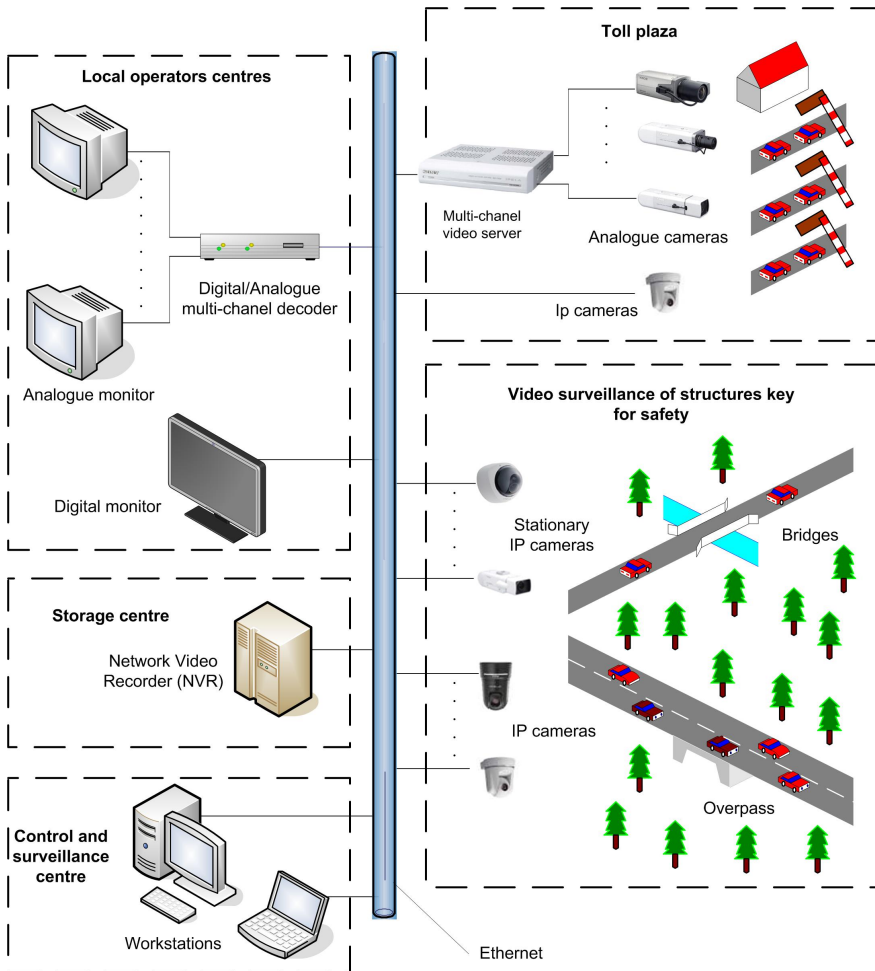 Local operators centres
Digital/Analogue
multi-chanel decoder
Analogue monitor
Digital monitor
Storage centre
Network Video
Recorder (NVR)
Control and
surveillance
centre
Workstations
Toll plaza
Multi-chanel
video server
Analogue cameras
Ip cameras
Video surveillance of structures key
for safety
Stationary
IP cameras
Bridges
IP cameras
Overpass
Ethernet